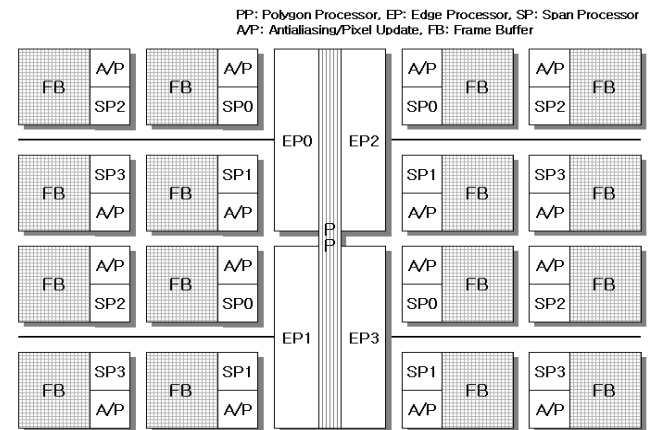 PP: Polygon Processor, EP: Edge Processor, SP: Span Processor
A/P: Antialiasing/Pixel Update, FB: Frame Buffer
FB A/P SP2
FB A/P SP0
EP0
EP2
A/P SP0 FB
A/P SP2 FB
FB SP3 A/P
FB SP1 A/P
SP1 A/P FB
SP3 A/P FB
P
P
FB A/P SP2
FB A/P SP0
EP1
EP3
A/P SP0 FB
A/P SP2 FB
FB SP3 A/P
FB SP1 A/P
SP1 A/P FB
SP3 A/P FB